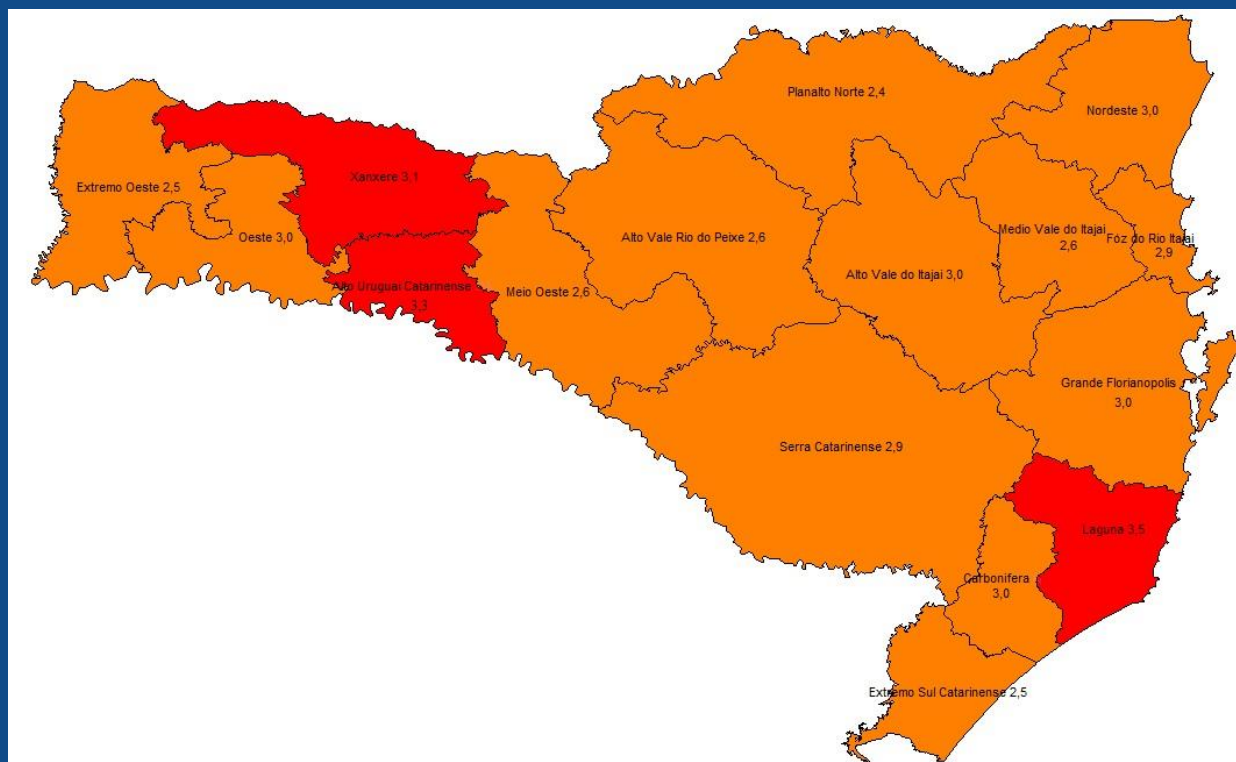 Planalto Norte 2,4
Nordeste 3,0
Xanxere 3,1
Extremo Oeste 2,5
Oeste 3,0
Alto Vale Rio do Peixe 2,6
Medio Vale do Itajai
2,6
Fóz do Rio Itajai
2,9
Alto Vale do Itajai 3,0
Alto Uruguai Catarinense
3,3
Meio Oeste 2,6
Grande Florianopolis
3,0
Serra Catarinense 2,9
Laguna 3,5
Carbonifera
3,0
Extremo Sul Catarinense 2,5